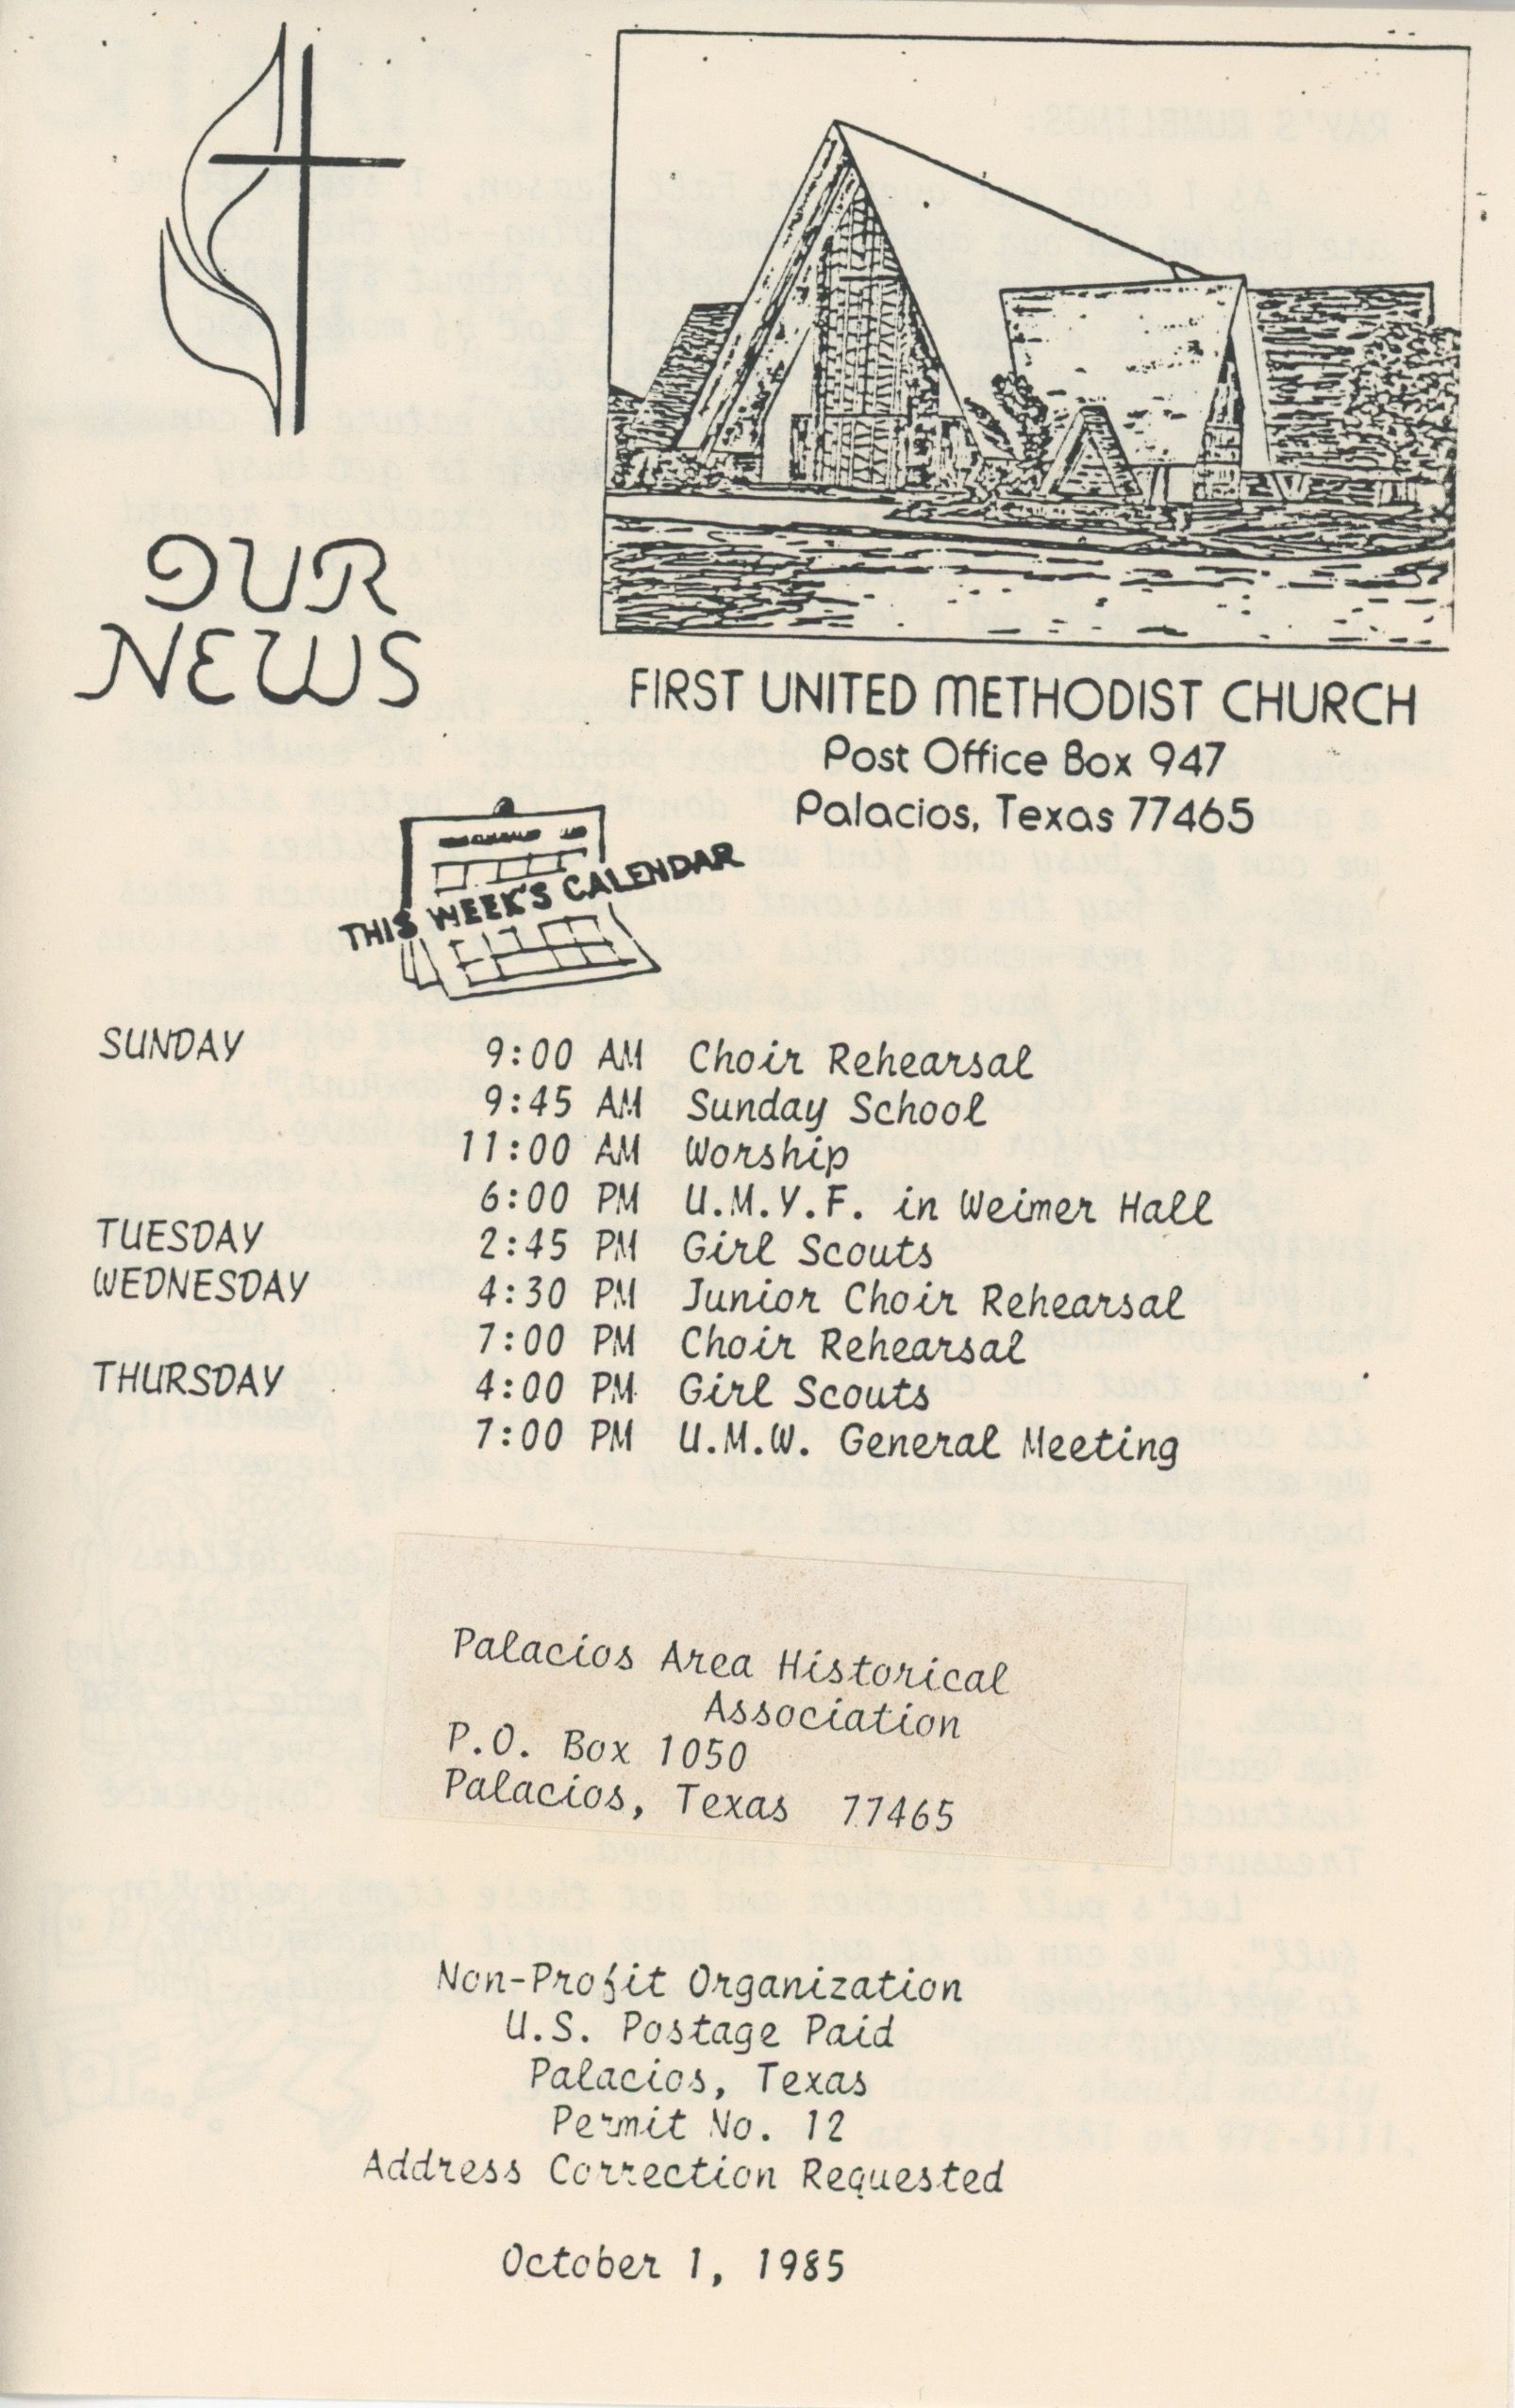 OUR
NEWS
FIRST UNITED METHODIST CHURCH
Post Office Box 947
Palacios, Texas 77465
THIS WEEK'S CALENDAR
SUNDAY 9:00 AM Choir Rehearsal
9:45 AM Sunday School
11:00 AM Worship
6:00 PM U.M.Y.F. in Weimer Hall
TUESDAY 2:45 PM Girl Scouts
WEDNESDAY 4:30 PM Junior Choir Rehearsal
7:00 PM Choir Rehearsal
THURSDAY 4:00 PM Girl Scouts
7:00 PM U.M.W. General Meeting
Palacios Area Historical
Association
P.O. Box 1050
Palacios, Texas 77465
Non-Profit Organization
U.S. Postage Paid
Palacios, Texas
Permit No. 12
Address Correction Requested
October 1, 1985